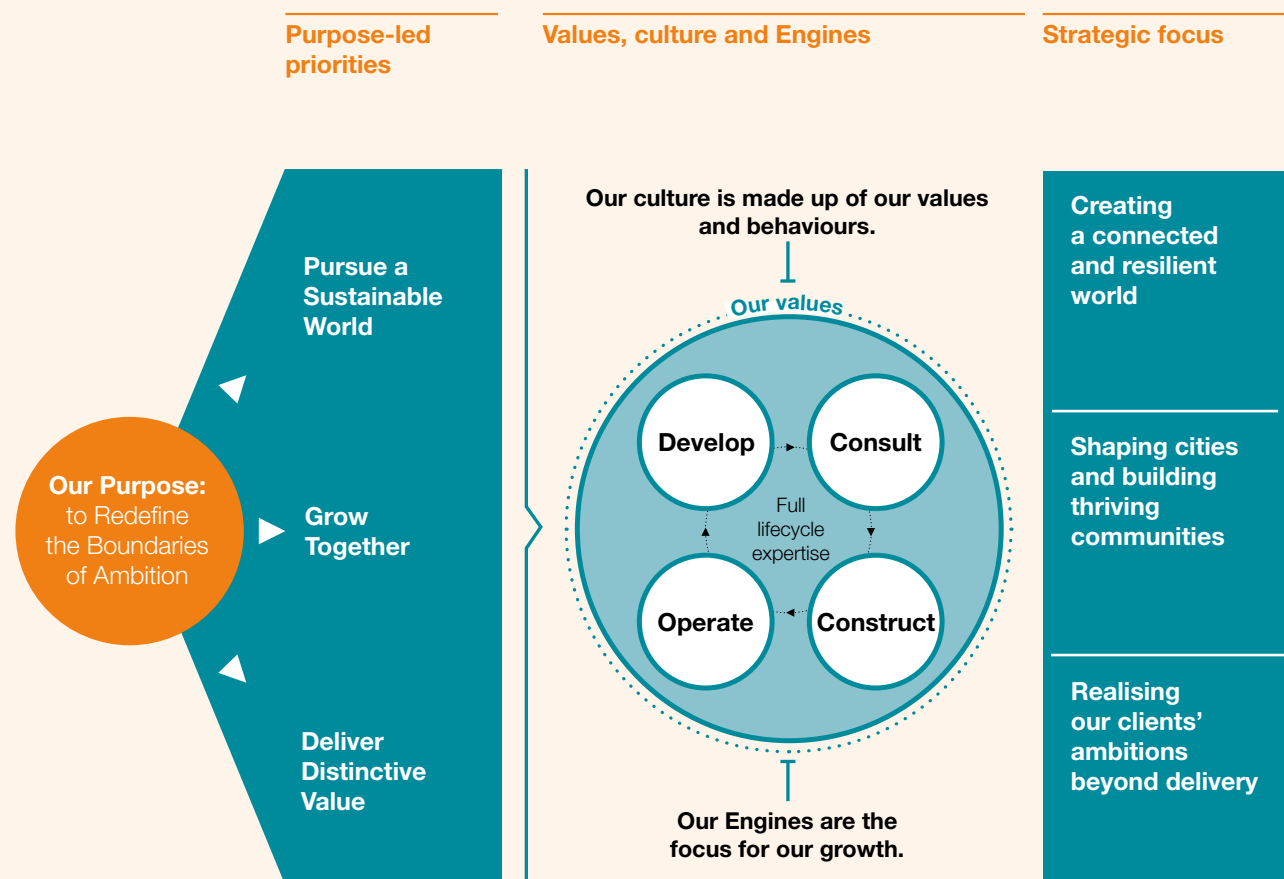 Purpose-led
priorities
Values, culture and Engines
Strategic focus
Our Purpose:
to Redefine
the Boundaries
of Ambition
Pursue a
Sustainable
World
Grow
Together
Deliver
Distinctive
Value
Our culture is made up of our values
and behaviours.
Our values
Develop
Consult
Full
lifecycle
expertise
Operate
Construct
Our Engines are the
focus for our growth.
Creating
a connected
and resilient
world
Shaping cities
and building
thriving
communities
Realising
our clients’
ambitions
beyond delivery